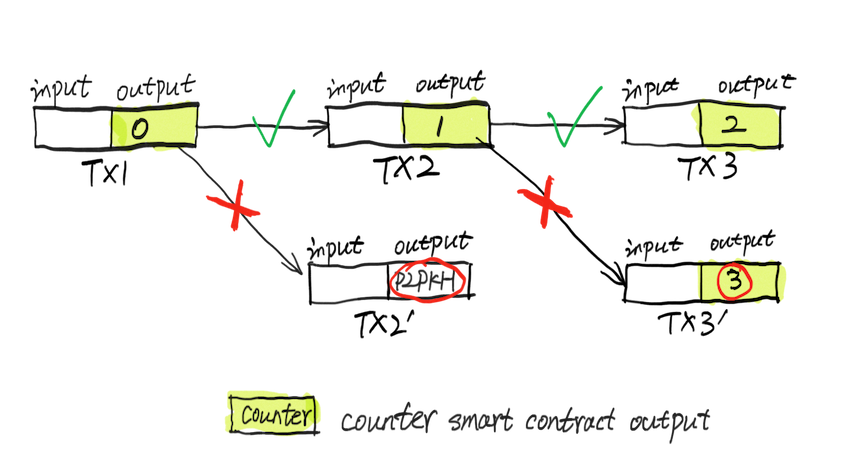 input output input output input output
0 1 2
TX1 TX2 TX3
input output input output
P2PKH 3
TX2' TX3'
counter counter smart contract output